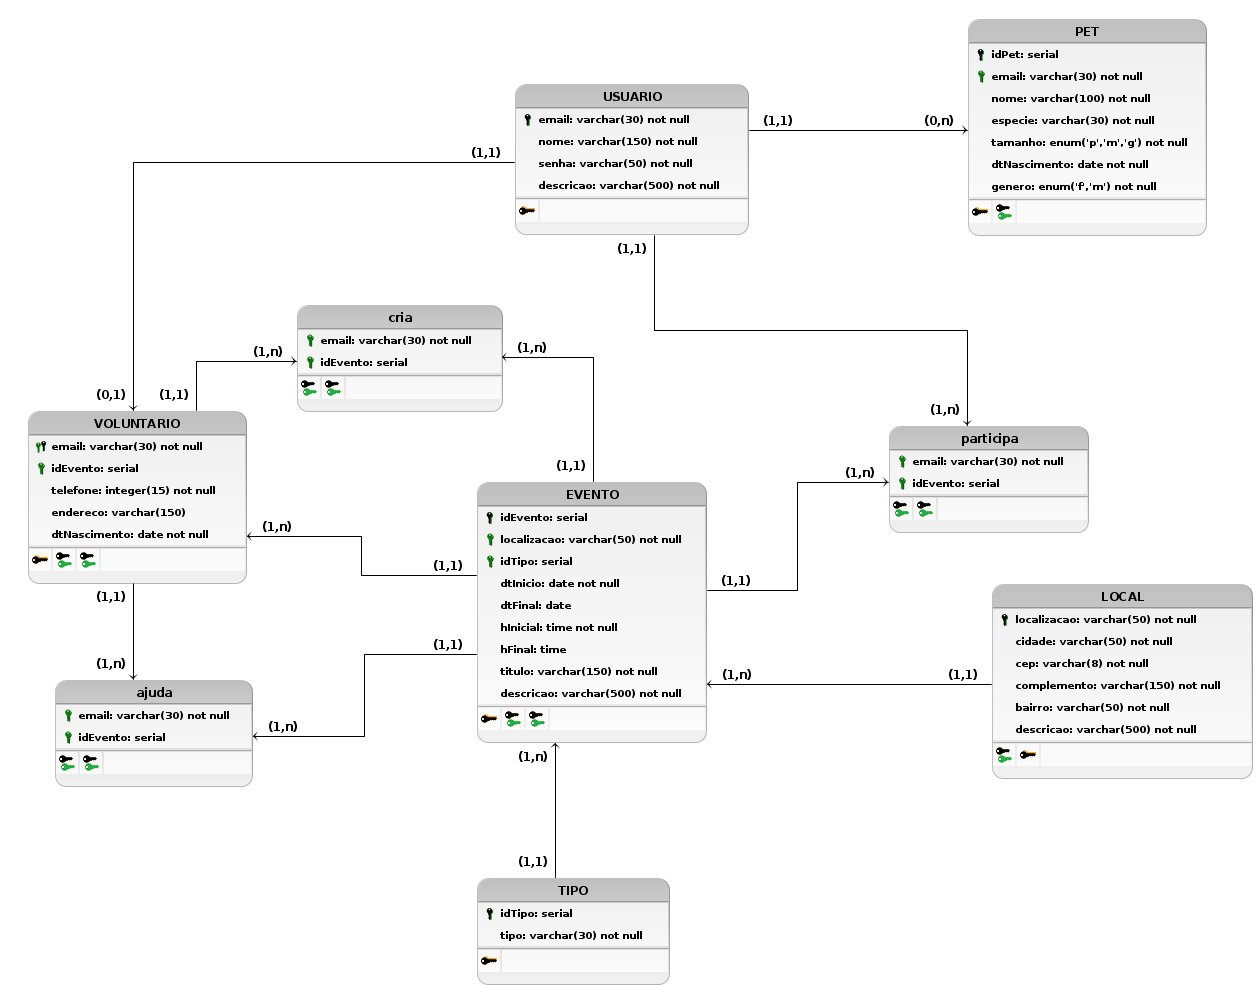 PET
idPet: serial
email: varchar(30) not null
nome: varchar(100) not null
especie: varchar(30) not null
tamanho: enum('p','m','g') not null
dtNascimento: date not null
genero: enum('f','m') not null
USUARIO
email: varchar(30) not null
nome: varchar(150) not null
senha: varchar(50) not null
descricao: varchar(500) not null
(1,1)
(0,n)
(1,1)
(1,1)
cria
email: varchar(30) not null
idEvento: serial
(1,n)
(1,n)
(0,1)
(1,1)
(1,n)
VOLUNTARIO
email: varchar(30) not null
idEvento: serial
telefone: integer(15) not null
endereco: varchar(150)
dtNascimento: date not null
participa
email: varchar(30) not null
idEvento: serial
(1,1)
(1,n)
EVENTO
idEvento: serial
localizacao: varchar(50) not null
idTipo: serial
dtInicio: date not null
dtFinal: date
hInicial: time not null
hFinal: time
titulo: varchar(150) not null
descricao: varchar(500) not null
(1,n)
(1,1)
(1,1)
(1,1)
(1,1)
(1,n)
(1,n)
(1,n)
(1,1)
LOCAL
localizacao: varchar(50) not null
cidade: varchar(50) not null
cep: varchar(8) not null
complemento: varchar(150) not null
bairro: varchar(50) not null
descricao: varchar(500) not null
ajuda
email: varchar(30) not null
idEvento: serial
(1,n)
(1,1)
TIPO
idTipo: serial
tipo: varchar(30) not null